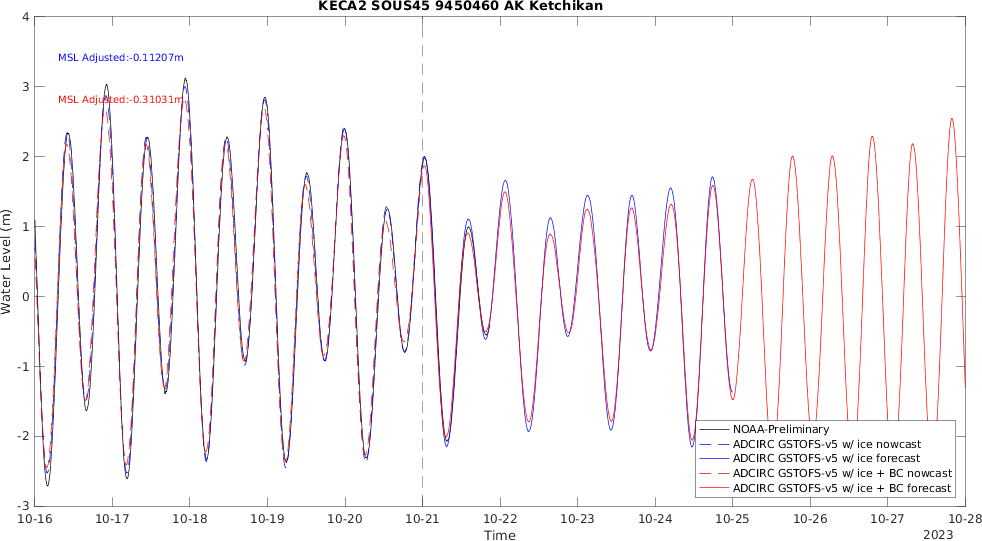 KECA2 SOUS45 9450460 AK Ketchikan
4
3
2
1
0
-1
-2
-3
Water Level (m)
MSL Adjusted:-0.11207m
MSL Adjusted:-0.31031m
NOAA-Preliminary
ADCIRC GSTOFS-v5 w/ ice nowcast
ADCIRC GSTOFS-v5 w/ ice forecast
ADCIRC GSTOFS-v5 w/ ice + BC nowcast
ADCIRC GSTOFS-v5 w/ ice + BC forecast
10-16 10-17 10-18 10-19 10-20 10-21 10-22 10-23 10-24 10-25 10-26 10-27 10-28
Time
2023